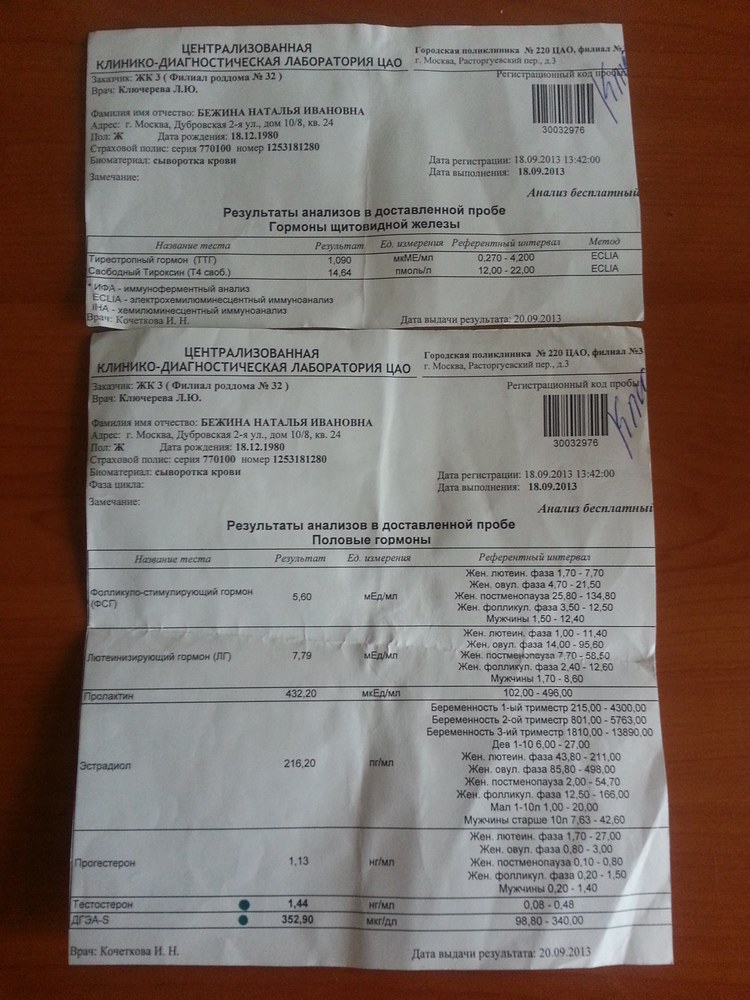 ЦЕНТРАЛИЗОВАННАЯ
КЛИНИКО-ДИАГНОСТИЧЕСКАЯ ЛАБОРАТОРИЯ ЦАО
Городская поликлиника № 220 ЦАО, филиал №
г. Москва, Расторгуевский пер., д.3
Заказчик: ЖК 3 ( Филиал роддома № 32 )
Врач: Ключерева Л.Ю.
Регистрационный код пробы
30032976
Фамилия имя отчество: БЕЖИНА НАТАЛЬЯ ИВАНОВНА
Адрес: г. Москва, Дубровская 2-я ул., дом 10/8, кв. 24
Пол: Ж Дата рождения: 18.12.1980
Страховой полис: серия 770100 номер 1253181280
Биоматериал: сыворотка крови
Дата регистрации: 18.09.2013 13:42:00
Дата выполнения: 18.09.2013
Замечание:
Анализ бесплатный
Результаты анализов в доставленной пробе
Гормоны щитовидной железы
Название теста Результат Ед. измерения Референтный интервал Метод
Тиреотропный гормон (ТТГ) 1,090 мкМЕ/мл 0,270 - 4,200 ECLIA
Свободный Тироксин (Т4 своб.) 14,64 пмоль/л 12,00 - 22,00 ECLIA
* ИФА - иммуноферментный анализ
ECLIA - электрохемилюминесцентный иммуноанализ
ІНА - хемилюминесцентный иммуноанализ
Врач: Кочеткова И. Н. Дата выдачи результата: 20.09.2013
ЦЕНТРАЛИЗОВАННАЯ
КЛИНИКО-ДИАГНОСТИЧЕСКАЯ ЛАБОРАТОРИЯ ЦАО
Городская поликлиника № 220 ЦАО, филиал №3
г. Москва, Расторгуевский пер., д.3
Заказчик: ЖК 3 ( Филиал роддома № 32 )
Врач: Ключерева Л.Ю.
Регистрационный код пробы
30032976
Фамилия имя отчество: БЕЖИНА НАТАЛЬЯ ИВАНОВНА
Адрес: г. Москва, Дубровская 2-я ул., дом 10/8, кв. 24
Пол: Ж Дата рождения: 18.12.1980
Страховой полис: серия 770100 номер 1253181280
Биоматериал: сыворотка крови
Фаза цикла:
Дата регистрации: 18.09.2013 13:42:00
Дата выполнения: 18.09.2013
Замечание:
Анализ бесплатный
Результаты анализов в доставленной пробе
Половые гормоны
Название теста Результат Ед. измерения Референтный интервал
Фолликуло-стимулирующий гормон
(ФСГ)
5,60 мЕд/мл
Жен. лютеин. фаза 1,70 - 7,70
Жен. овул. фаза 4,70 - 21,50
Жен. постменопауза 25,80 - 134,80
Жен. фолликул. фаза 3,50 - 12,50
Мужчины 1,50 - 12,40
Лютеинизирующий гормон (ЛГ) 7,79 мЕд/мл
Жен. лютеин. фаза 1,00 - 11,40
Жен. овул. фаза 14,00 - 95,60
Жен. постменопауза 7,70 - 58,50
Жен. фолликул. фаза 2,40 - 12,60
Мужчины 1,70 - 8,60
Пролактин 432,20 мкЕд/мл 102,00 - 496,00
Эстрадиол 216,20 пг/мл
Беременность 1-ый триместр 215,00 - 4300,00
Беременность 2-ой триместр 801,00 - 5763,00
Беременность 3-ий триместр 1810,00 - 13890,00
Дев 1-10 6,00 - 27,00
Жен. лютеин. фаза 43,80 - 211,00
Жен. овул. фаза 85,80 - 498,00
Жен. постменопауза 2,00 - 54,70
Жен. фолликул. фаза 12,50 - 166,00
Мал 1-10л 1,00 - 20,00
Мужчины старше 10л 7,63 - 42,60
Прогестерон 1,13 нг/мл
Жен. лютеин. фаза 1,70 - 27,00
Жен. овул. фаза 0,80 - 3,00
Жен. постменопауза 0,10 - 0,80
Жен. фолликул. фаза 0,20 - 1,50
Мужчины 0,20 - 1,40
Тестостерон 1,44 нг/мл 0,08 - 0,48
ДГЭА-S 352,90 мкг/дл 98,80 - 340,00
Врач: Кочеткова И. Н. Дата выдачи результата: 20.09.2013